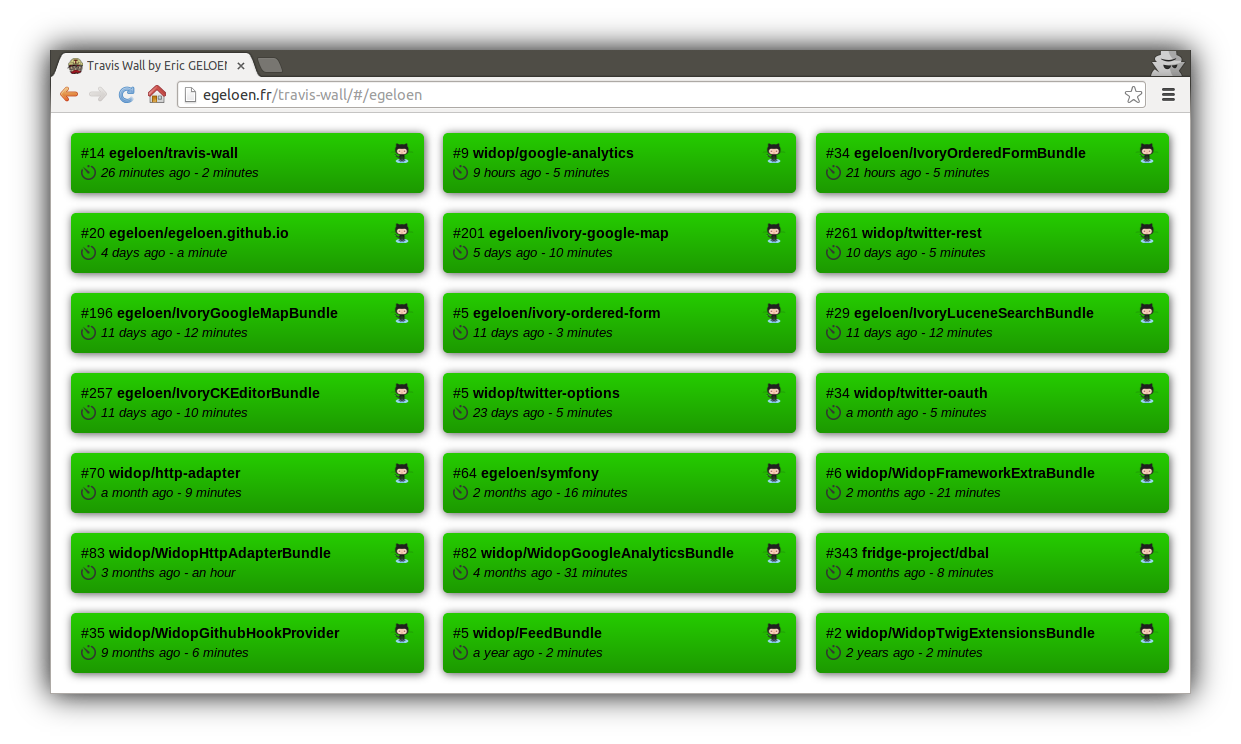 Travis Wall by Eric GELOEN
egeloen.fr/travis-wall/#/egeloen
#14 egeloen/travis-wall
26 minutes ago - 2 minutes
#9 widop/google-analytics
9 hours ago - 5 minutes
#34 egeloen/IvoryOrderedFormBundle
21 hours ago - 5 minutes
#20 egeloen/egeloen.github.io
4 days ago - a minute
#201 egeloen/ivory-google-map
5 days ago - 10 minutes
#261 widop/twitter-rest
10 days ago - 5 minutes
#196 egeloen/IvoryGoogleMapBundle
11 days ago - 12 minutes
#5 egeloen/ivory-ordered-form
11 days ago - 3 minutes
#29 egeloen/IvoryLuceneSearchBundle
11 days ago - 12 minutes
#257 egeloen/IvoryCKEditorBundle
11 days ago - 10 minutes
#5 widop/twitter-options
23 days ago - 5 minutes
#34 widop/twitter-oauth
a month ago - 5 minutes
#70 widop/http-adapter
a month ago - 9 minutes
#64 egeloen/symfony
2 months ago - 16 minutes
#6 widop/WidopFrameworkExtraBundle
2 months ago - 21 minutes
#83 widop/WidopHttpAdapterBundle
3 months ago - an hour
#82 widop/WidopGoogleAnalyticsBundle
4 months ago - 31 minutes
#343 fridge-project/dbal
4 months ago - 8 minutes
#35 widop/WidopGithubHookProvider
9 months ago - 6 minutes
#5 widop/FeedBundle
a year ago - 2 minutes
#2 widop/WidopTwigExtensionsBundle
2 years ago - 2 minutes